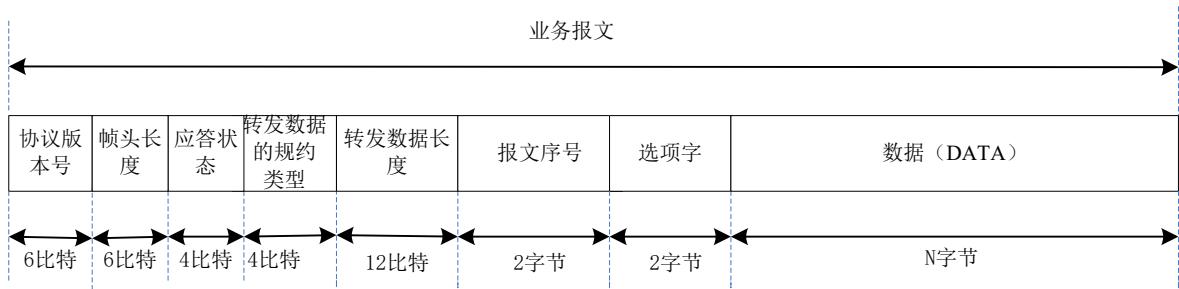 业务报文
协议版
本号
帧头长
度
应答状
态
转发数据
的规约
类型
转发数据长
度
报文序号
选项字
数据（DATA）
6比特
6比特
4比特
4比特
12比特
2字节
2字节
N字节